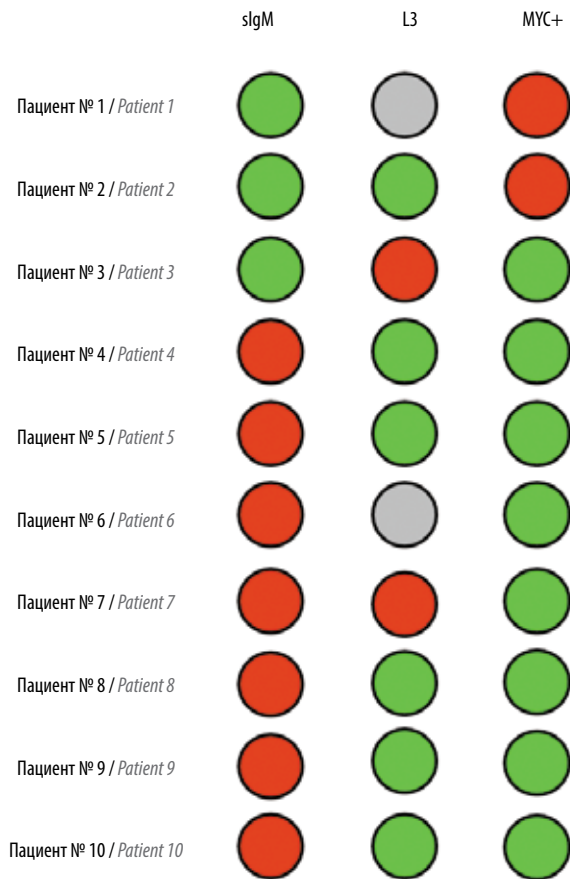 sIgM L3 MYC+
Пациент № 1 / Patient 1
Пациент № 2 / Patient 2
Пациент № 3 / Patient 3
Пациент № 4 / Patient 4
Пациент № 5 / Patient 5
Пациент № 6 / Patient 6
Пациент № 7 / Patient 7
Пациент № 8 / Patient 8
Пациент № 9 / Patient 9
Пациент № 10 / Patient 10